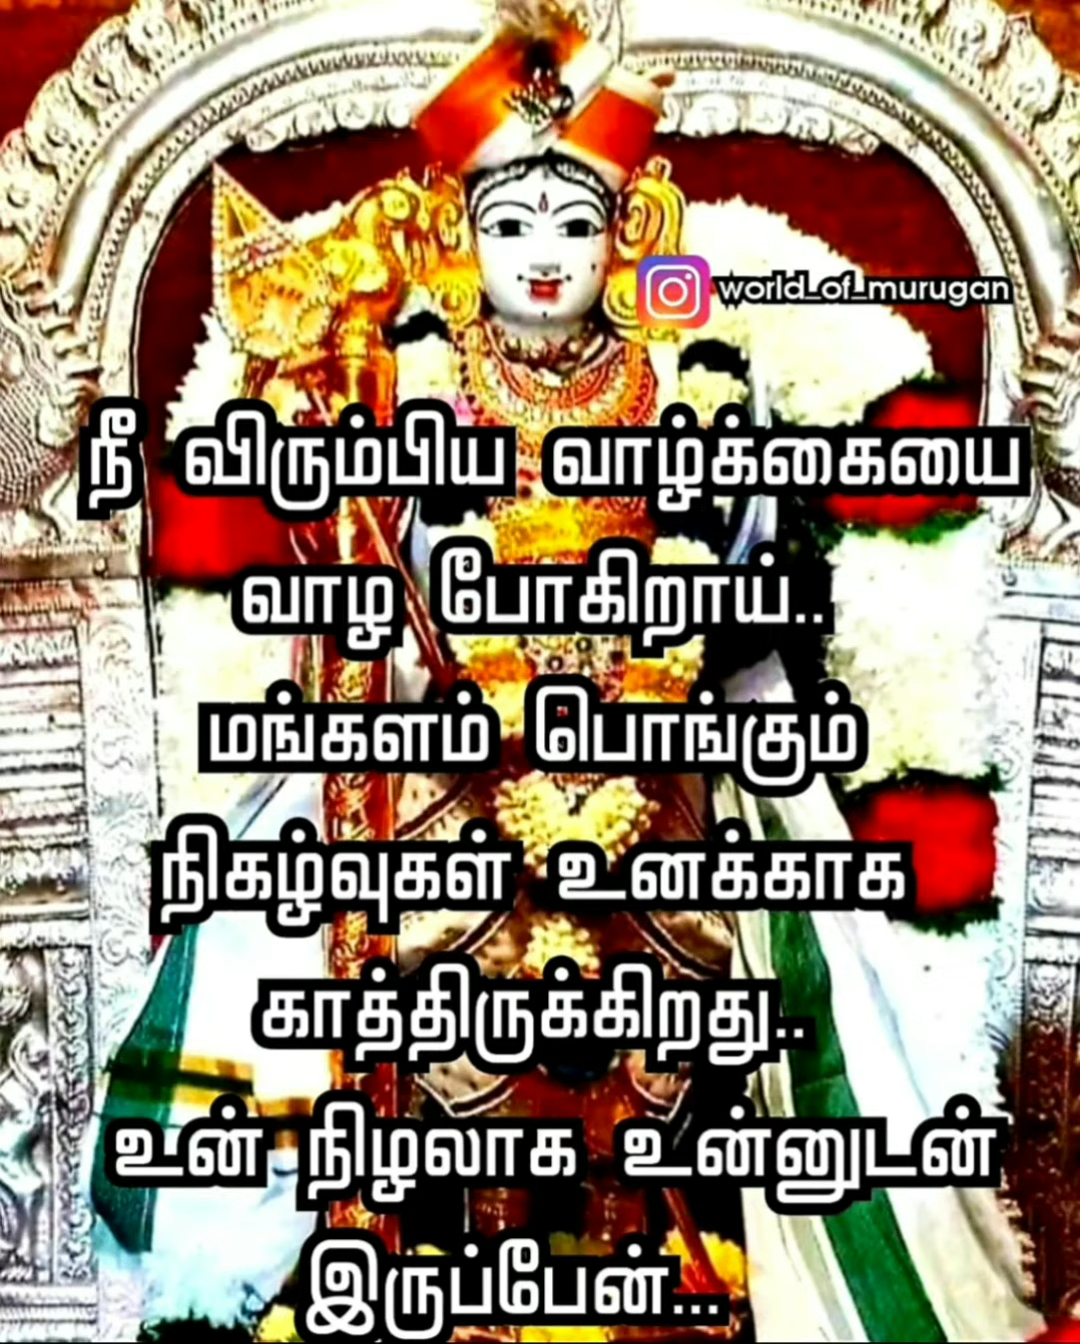 world_of_murugan
நீ விரும்பிய வாழ்க்கையை
வாழ போகிறாய்..
மங்களம் பொங்கும்
நிகழ்வுகள் உனக்காக
காத்திருக்கிறது..
உன் நிழலாக உன்னுடன்
இருப்பேன்...